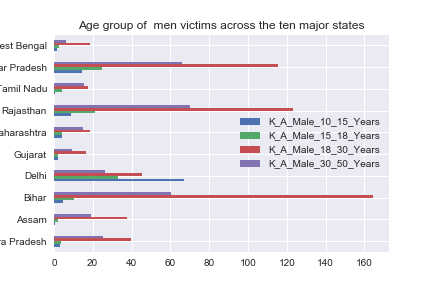 Age group of  men victims across the ten major states
est Bengal
ar Pradesh
Tamil Nadu
Rajasthan
aharashtra
Gujarat
Delhi
Bihar
Assam
ra Pradesh
K_A_Male_10_15_Years
K_A_Male_15_18_Years
K_A_Male_18_30_Years
K_A_Male_30_50_Years
0 20 40 60 80 100 120 140 160